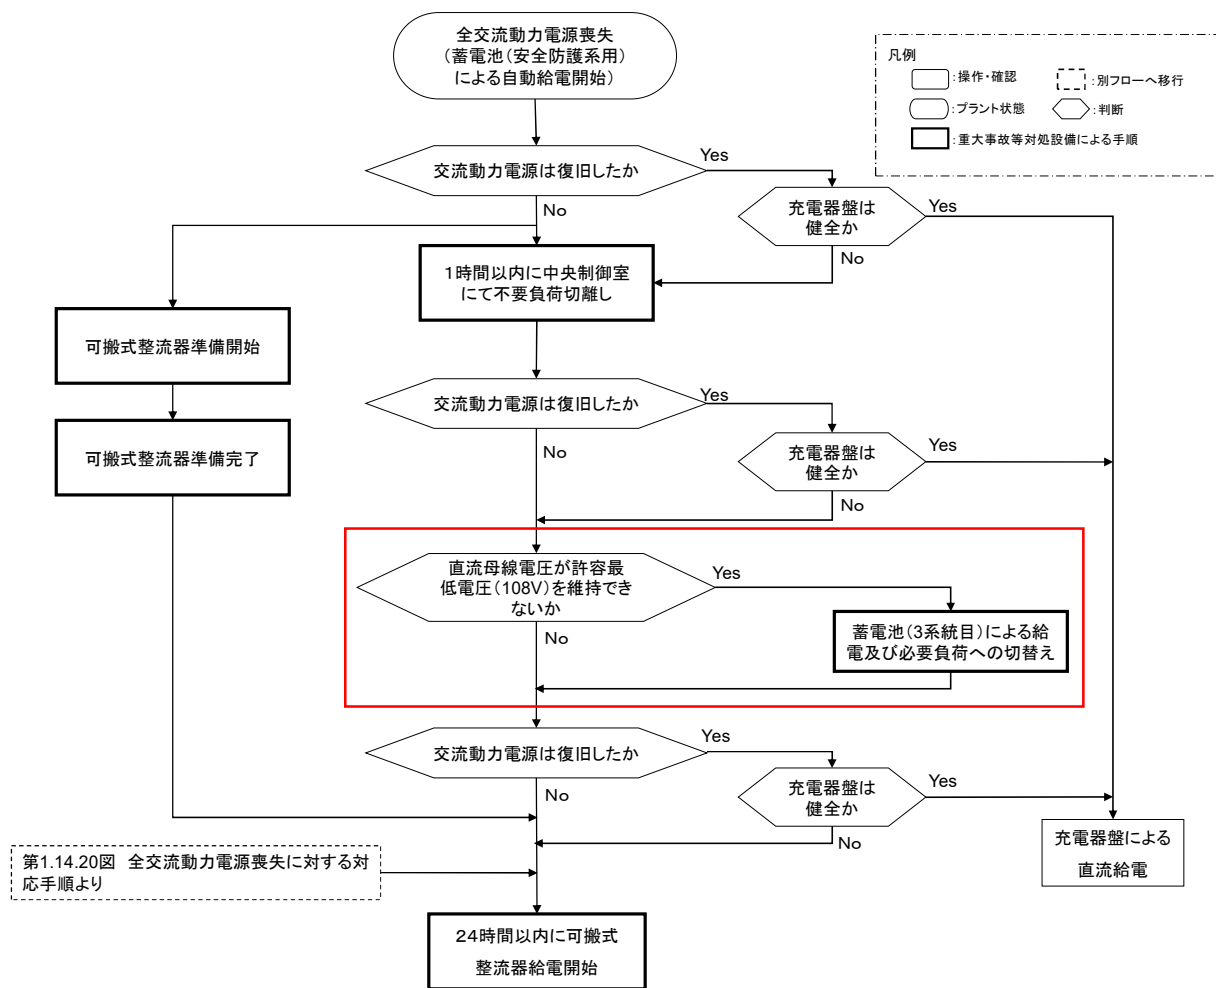 全交流動力電源喪失
(蓄電池(安全防護系用)
による自動給電開始)
凡例
:操作・確認
:別フローへ移行
:プラント状態
:判断
:重大事故等対処設備による手順
交流動力電源は復旧したか
Yes
No
充電器盤は
健全か
Yes
No
1時間以内に中央制御室
にて不要負荷切離し
可搬式整流器準備開始
交流動力電源は復旧したか
Yes
No
可搬式整流器準備完了
充電器盤は
健全か
Yes
No
直流母線電圧が許容最
低電圧(108V)を維持でき
ないか
Yes
No
蓄電池(3系統目)による給
電及び必要負荷への切替え
交流動力電源は復旧したか
Yes
No
充電器盤は
健全か
Yes
No
充電器盤による
直流給電
第1.14.20図 全交流動力電源喪失に対する対
応手順より
24時間以内に可搬式
整流器給電開始